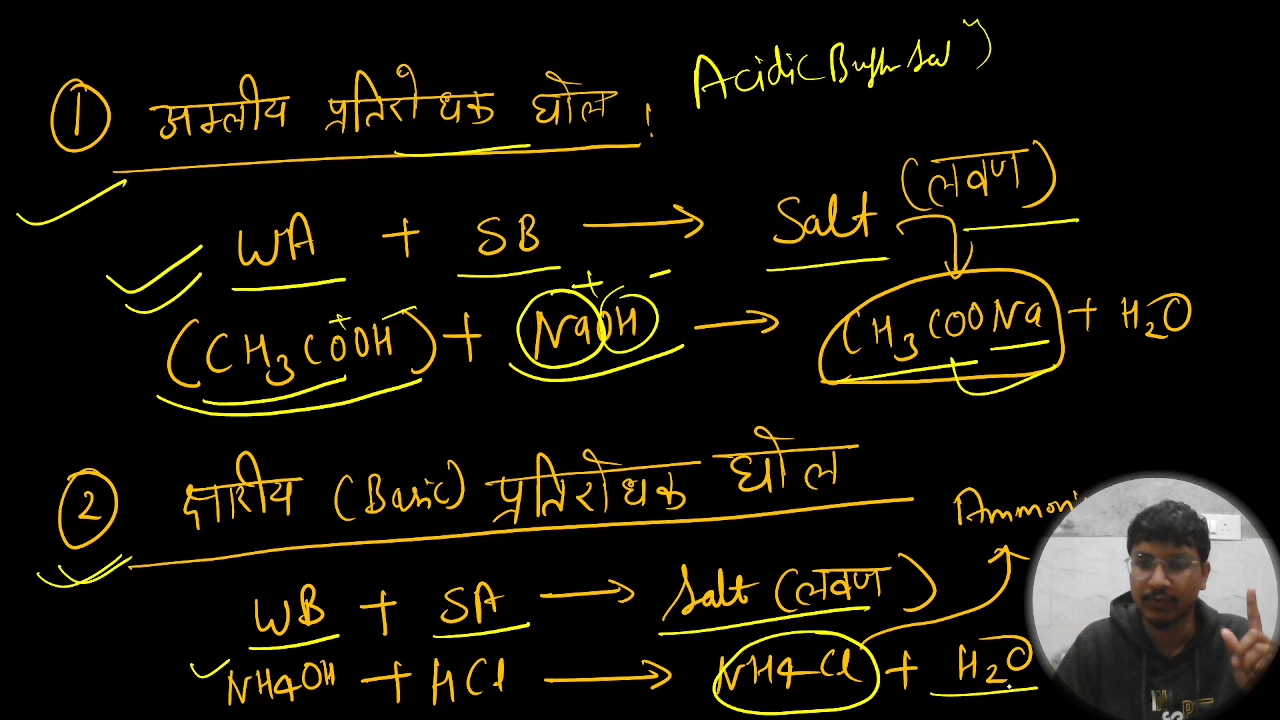 ① अम्लीय प्रतिरोधक घोल! Acidic (Buffer Solⁿ)
WA + SB → Salt (लवण)
(CH3COOH) + NaOH → CH3COONa + H2O
② क्षारीय (Basic) प्रतिरोधक घोल
WB + SA → Salt (लवण)
NH4OH + HCl → NH4Cl + H2O